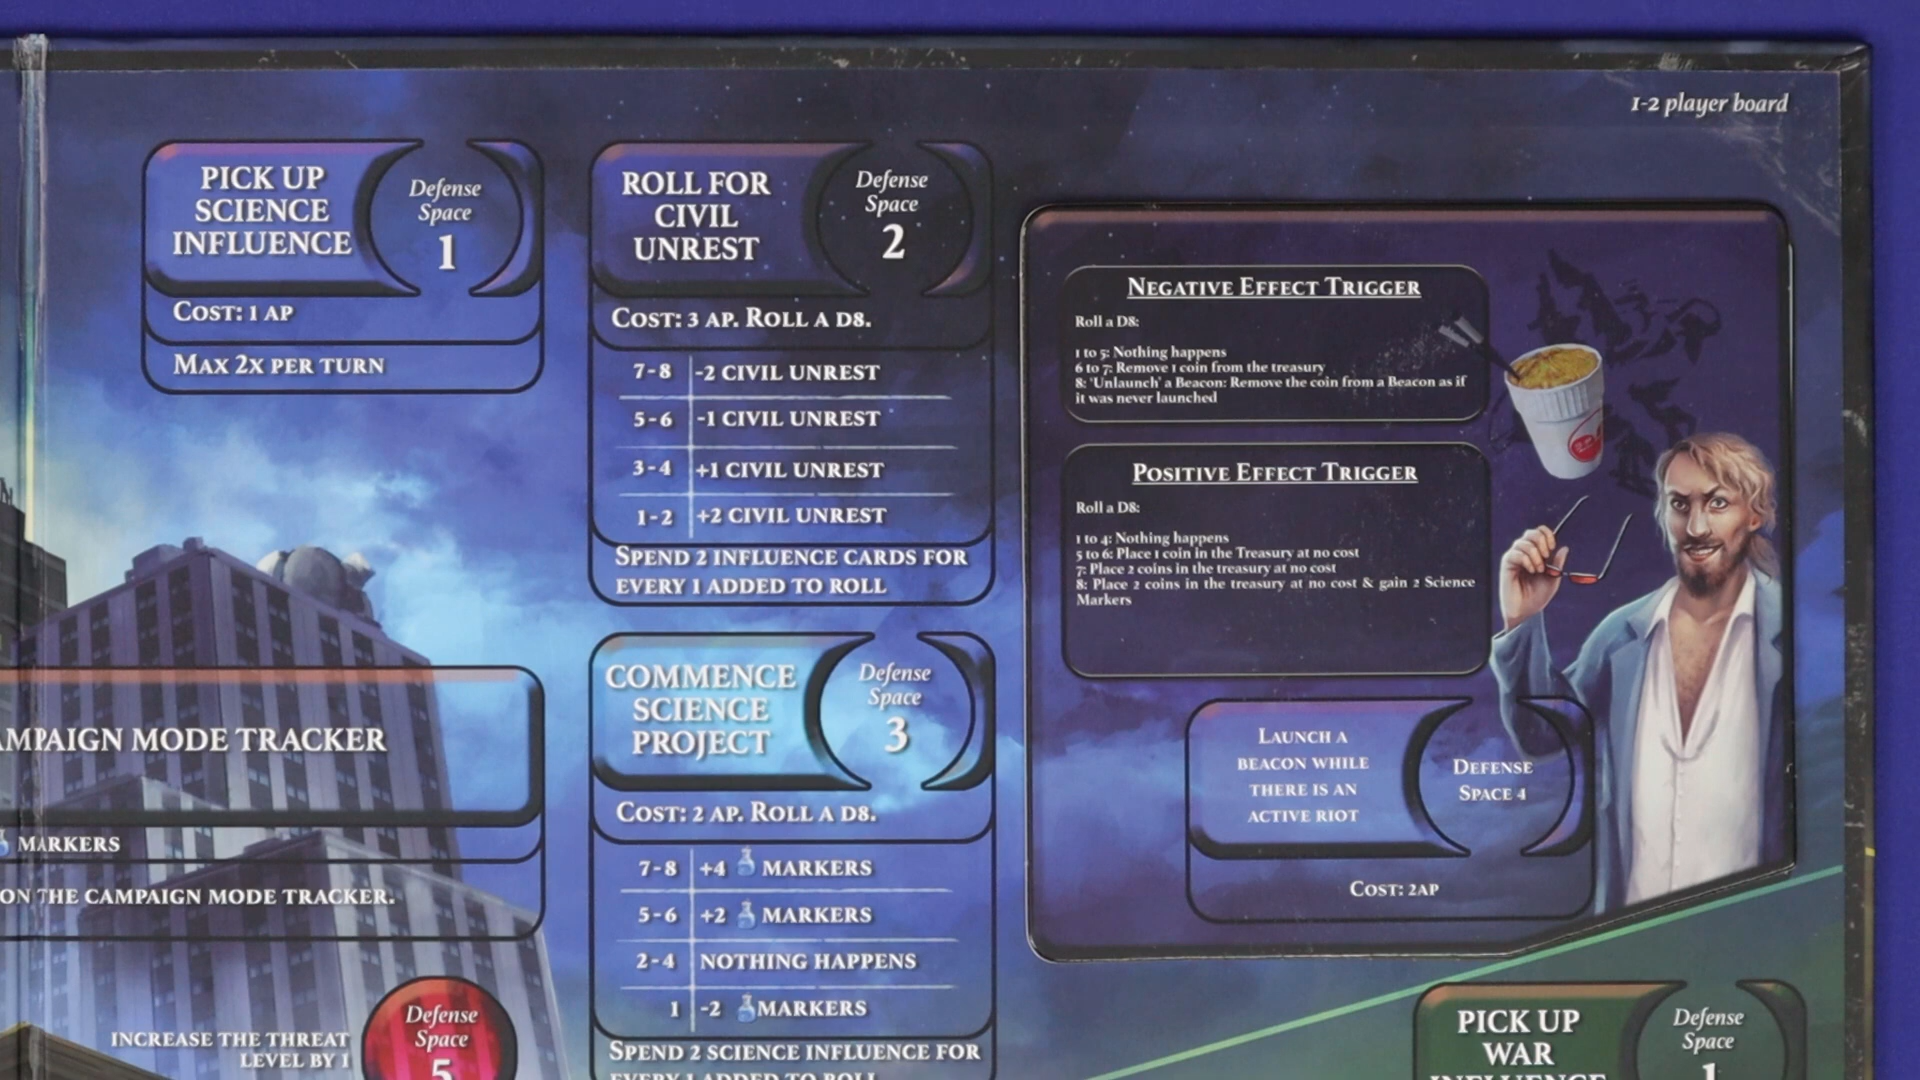 1-2 player board
PICK UP
SCIENCE
INFLUENCE
Defense
Space
1
COST: 1 AP
MAX 2X PER TURN
ROLL FOR
CIVIL
UNREST
Defense
Space
2
COST: 3 AP. ROLL A D8.
7-8 -2 CIVIL UNREST
5-6 -1 CIVIL UNREST
3-4 +1 CIVIL UNREST
1-2 +2 CIVIL UNREST
SPEND 2 INFLUENCE CARDS FOR
EVERY 1 ADDED TO ROLL
NEGATIVE EFFECT TRIGGER
Roll a D8:
1 to 5: Nothing happens
6 to 7: Remove 1 coin from the treasury
8: 'Unlaunch' a Beacon: Remove the coin from a Beacon as if
it was never launched
POSITIVE EFFECT TRIGGER
Roll a D8:
1 to 4: Nothing happens
5 to 6: Place 1 coin in the Treasury at no cost
7: Place 2 coins in the treasury at no cost
8: Place 2 coins in the treasury at no cost & gain 2 Science
Markers
LAUNCH A
BEACON WHILE
THERE IS AN
ACTIVE RIOT
DEFENSE
SPACE 4
COST: 2AP
COMMENCE
SCIENCE
PROJECT
Defense
Space
3
COST: 2 AP. ROLL A D8.
7-8 +4 MARKERS
5-6 +2 MARKERS
2-4 NOTHING HAPPENS
1 -2 MARKERS
SPEND 2 SCIENCE INFLUENCE FOR
EVERY 1 ADDED TO ROLL
AMPAIGN MODE TRACKER
MARKERS
ON THE CAMPAIGN MODE TRACKER.
INCREASE THE THREAT
LEVEL BY 1
Defense
Space
5
PICK UP
WAR
INFLUENCE
Defense
Space
1